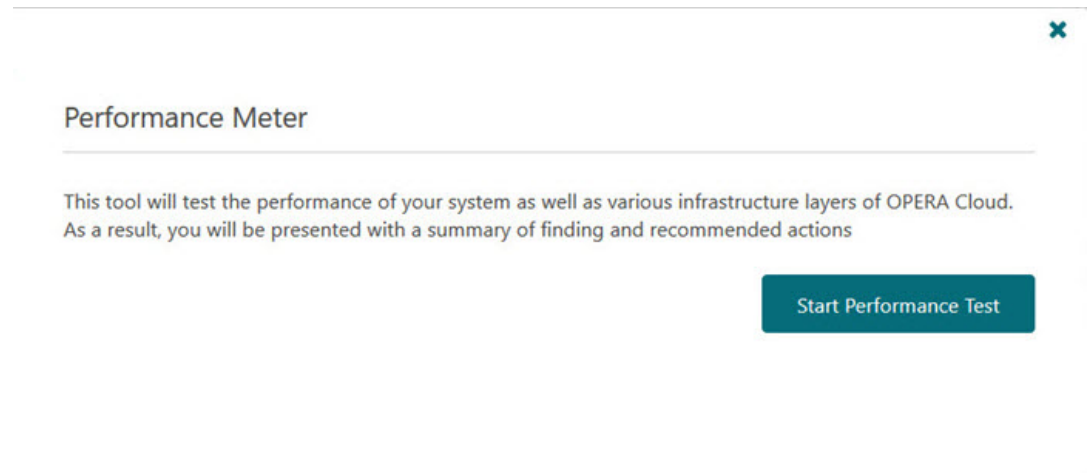 Performance Meter
This tool will test the performance of your system as well as various infrastructure layers of OPERA Cloud.
As a result, you will be presented with a summary of finding and recommended actions
Start Performance Test